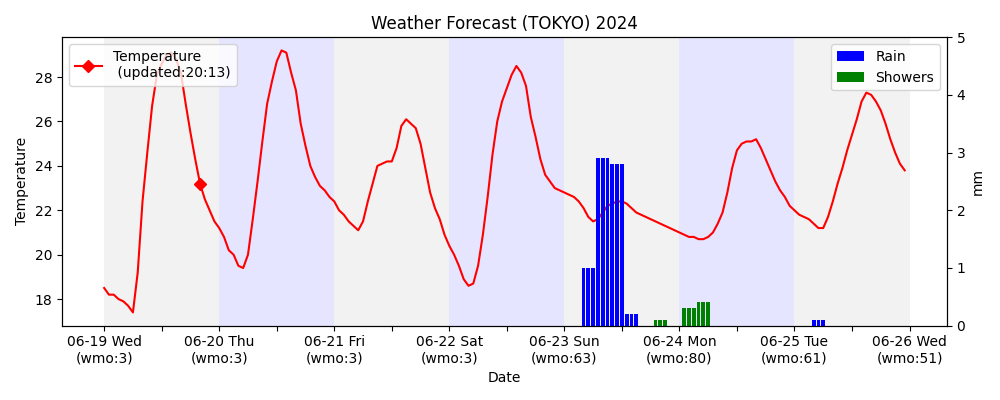 Weather Forecast (TOKYO) 2024
Temperature
(updated:20:13)
Rain
Showers
Temperature
28
26
24
22
20
18
5
4
3
2
1
0
mm
06-19 Wed
(wmo:3)
06-20 Thu
(wmo:3)
06-21 Fri
(wmo:3)
06-22 Sat
(wmo:3)
06-23 Sun
(wmo:63)
06-24 Mon
(wmo:80)
06-25 Tue
(wmo:61)
06-26 Wed
(wmo:51)
Date